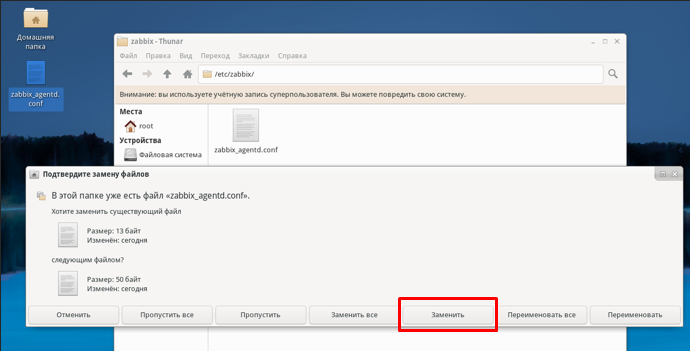 Домашняя
папка
zabbix_agentd.
conf
zabbix - Thunar
Файл Правка Вид Переход Закладки Справка
/etc/zabbix/
Внимание: вы используете учётную запись суперпользователя. Вы можете повредить свою систему.
Места
root
Устройства
Файловая система
zabbix_agentd.conf
Подтвердите замену файлов
В этой папке уже есть файл «zabbix_agentd.conf».
Хотите заменить существующий файл
Размер: 13 байт
Изменён: сегодня
следующим файлом?
Размер: 50 байт
Изменён: сегодня
Отменить Пропустить все Пропустить Заменить все Заменить Переименовать все Переименовать